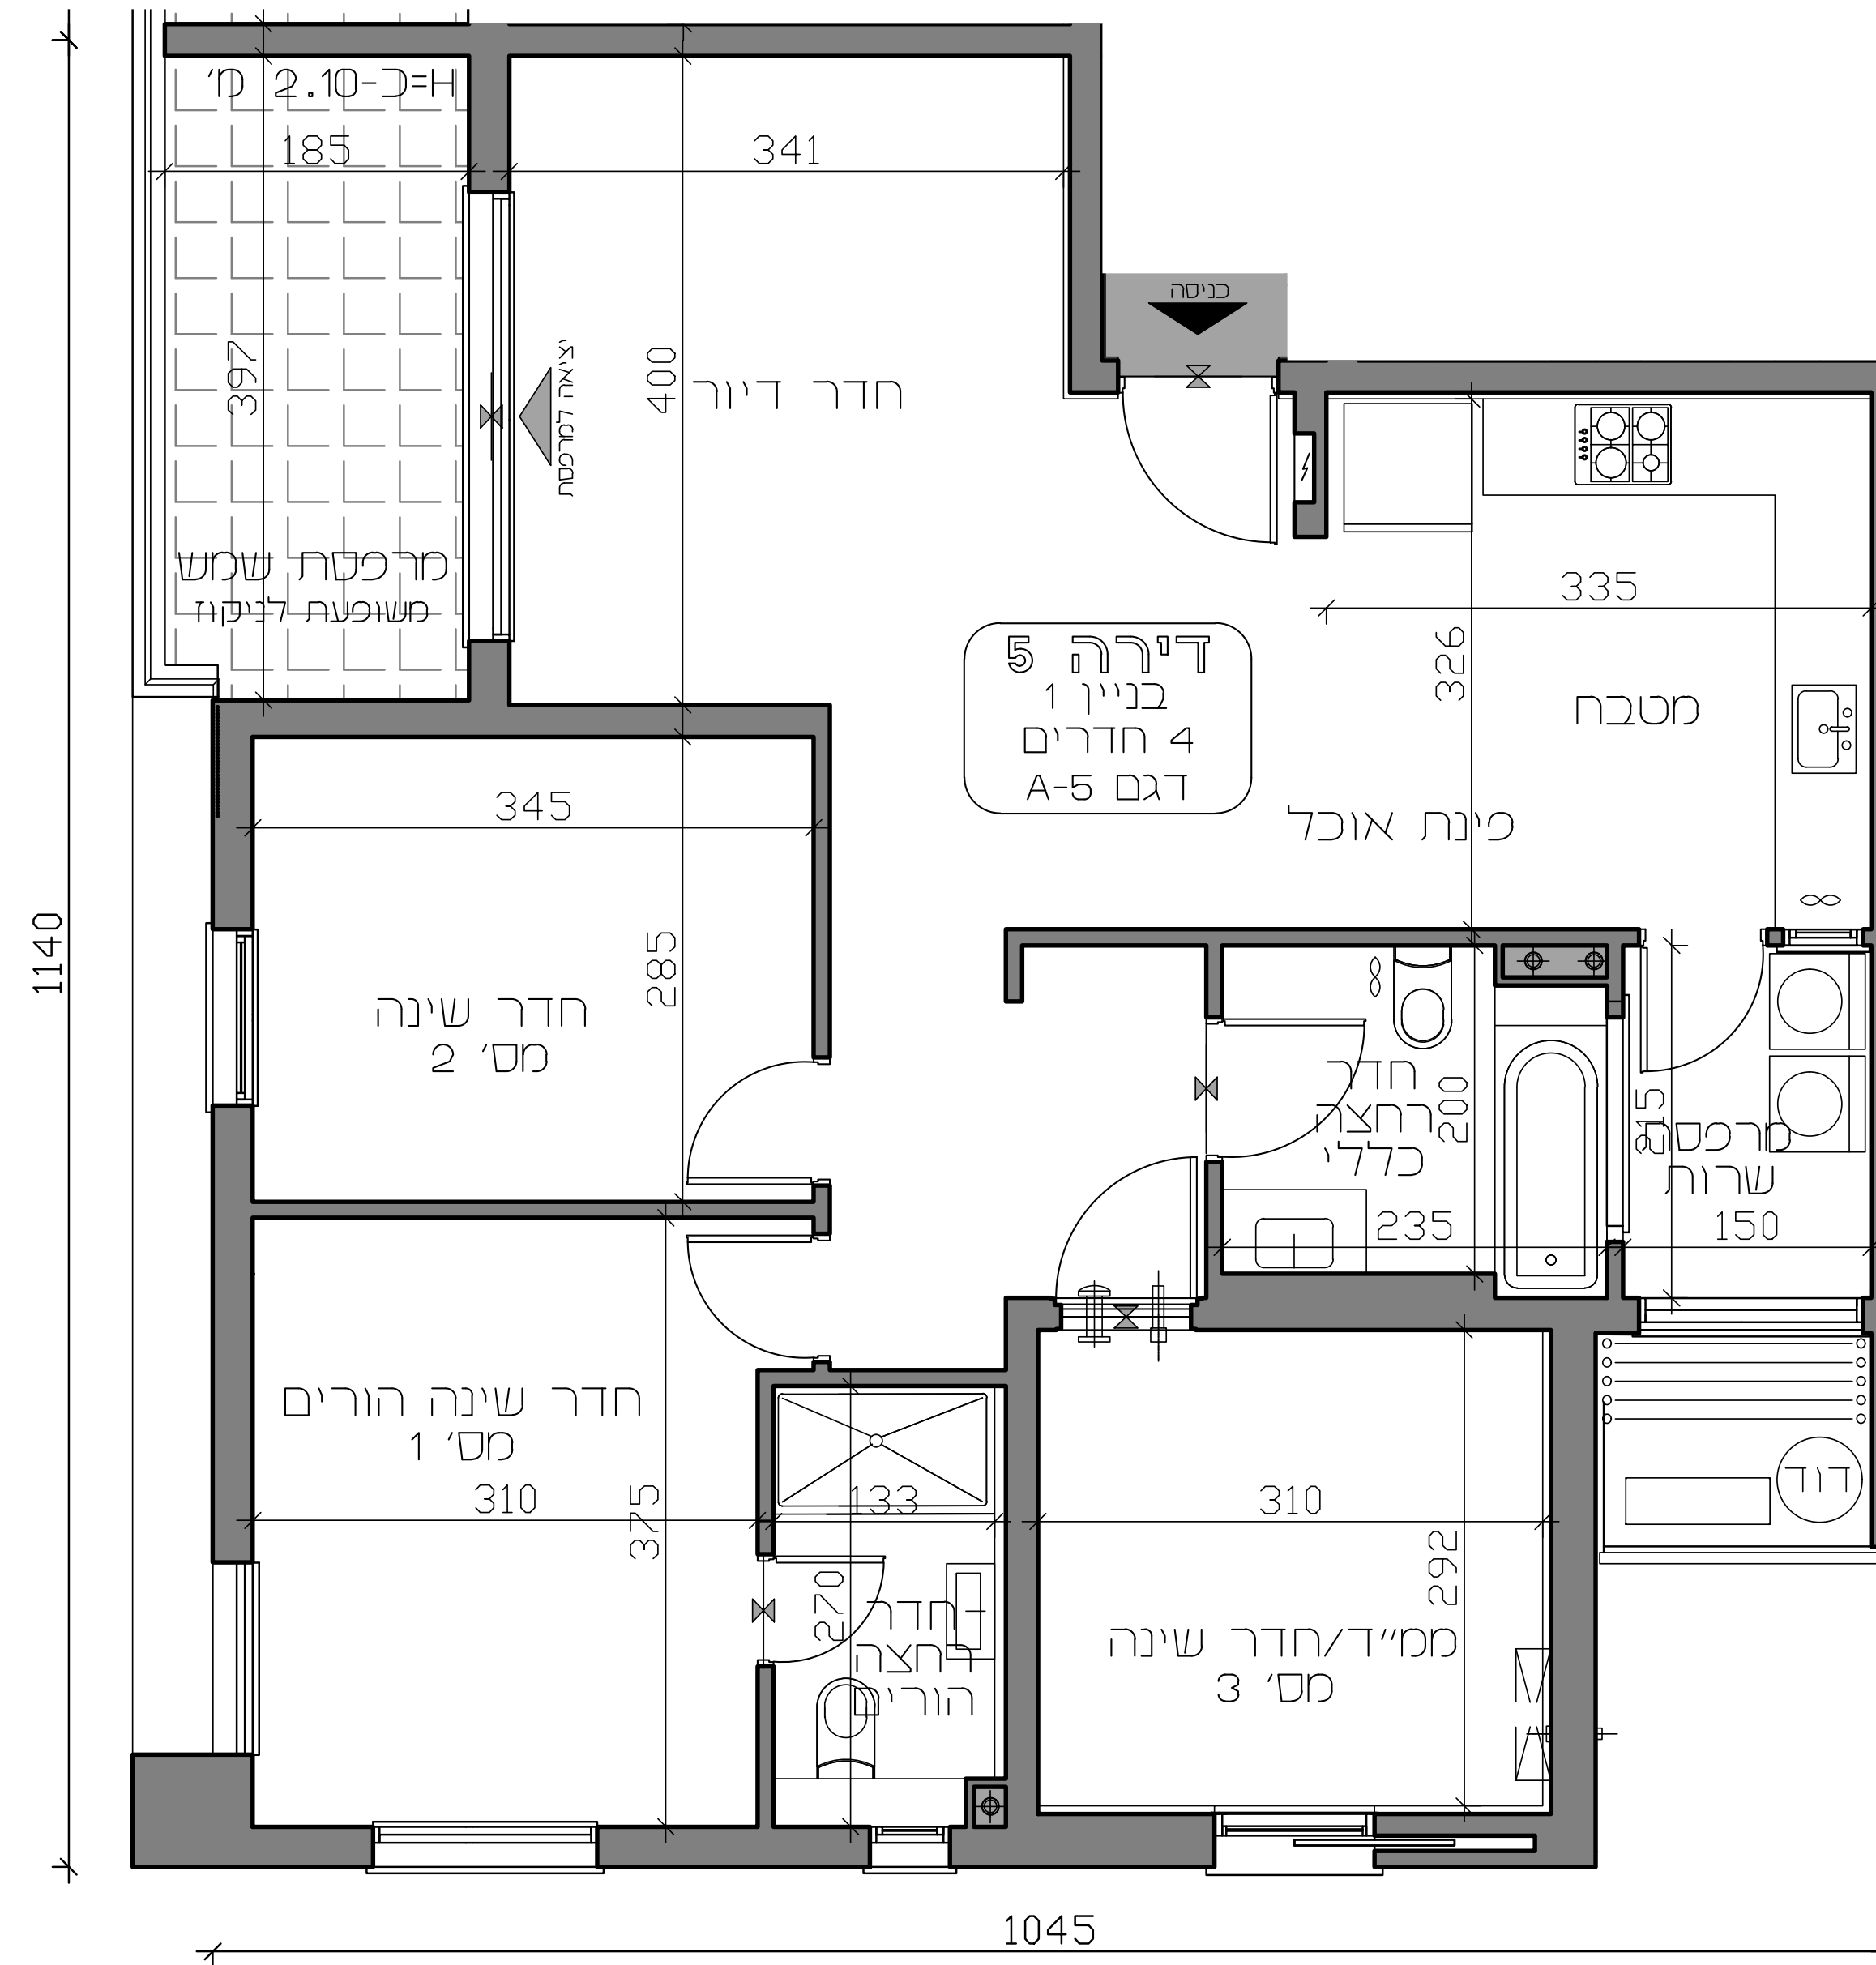 H=כ-2.10 מ'
185
341
כניסה
397
400
חדר דיור
יציאה למרפסת
335
326
מרפסת שמש
משופעת לניקוז
דירה 5
בניין 1
4 חדרים
דגם A-5
מטבח
פינת אוכל
345
1140
285
חדר שינה
מס' 2
חדר
רחצה
כללי
200
215
מרפסת
שרות
235
150
חדר שינה הורים
מס' 1
310
375
133
310
292
דוד
270
חדר
רחצה
הורים
ממ"ד/חדר שינה
מס' 3
1045